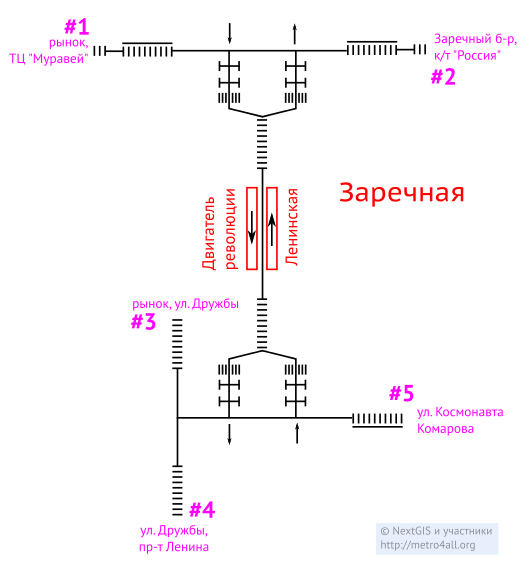 #1
рынок,
ТЦ "Муравей"
Заречный б-р,
к/т "Россия"
#2
Заречная
Двигатель
революции
Ленинская
рынок, ул. Дружбы
#3
#5
ул. Космонавта
Комарова
#4
ул. Дружбы,
пр-т Ленина
© NextGIS и участники
http://metro4all.org